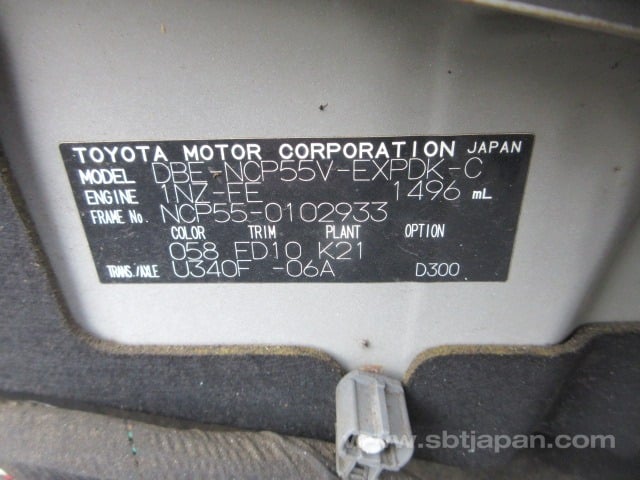 TOYOTA MOTOR CORPORATION JAPAN
MODEL DBE-NCP55V-EXPDK-C
ENGINE 1NZ-FE 1496 mL
FRAME No. NCP55-0102933
COLOR TRIM PLANT OPTION
058 FD10 K21
TRANS./AXLE U340F -06A D300
www.sbtjapan.com/